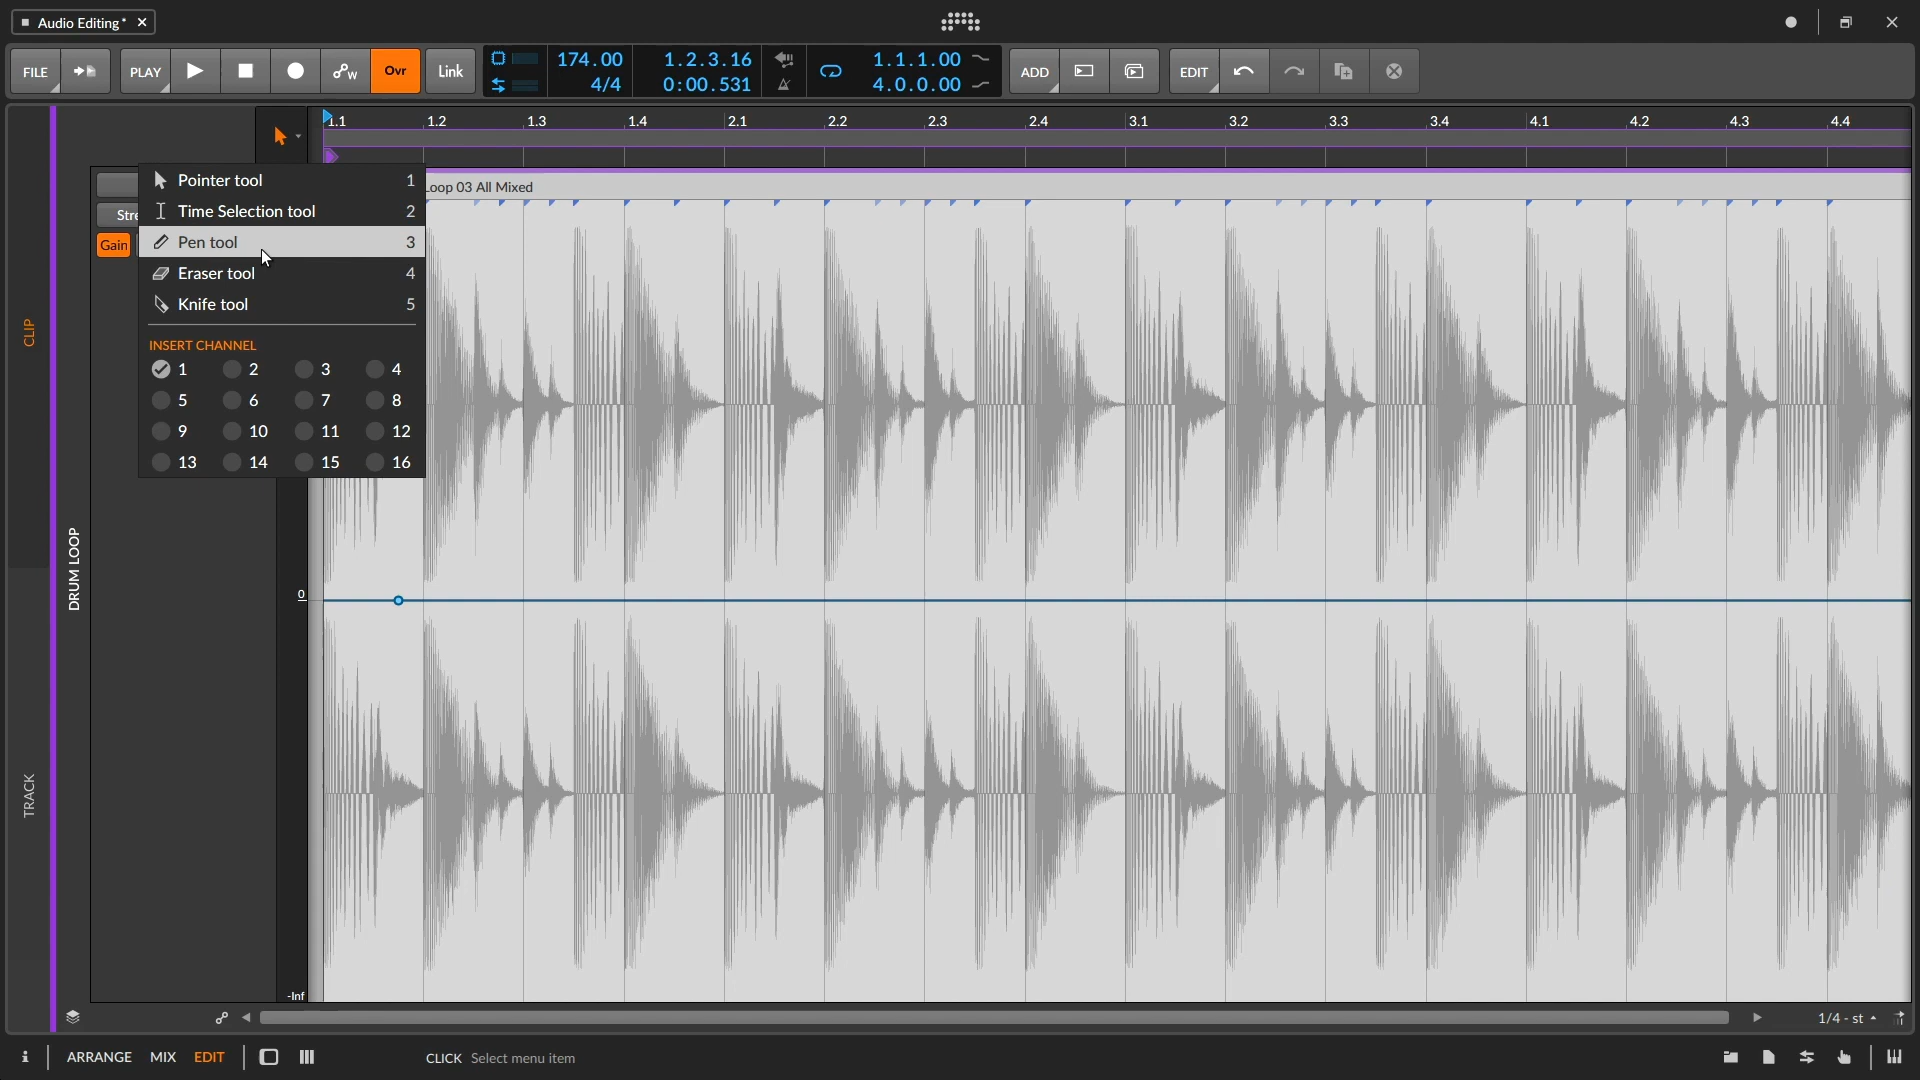 Audio Editing*
FILE PLAY Ovr Link 174.00 4/4 1.2.3.16 0:00.531 1.1.1.00 4.0.0.00 ADD EDIT
1.1 1.2 1.3 1.4 2.1 2.2 2.3 2.4 3.1 3.2 3.3 3.4 4.1 4.2 4.3 4.4
Loop 03 All Mixed
Stre
Gain
Pointer tool 1
Time Selection tool 2
Pen tool 3
Eraser tool 4
Knife tool 5
INSERT CHANNEL
1 2 3 4
5 6 7 8
9 10 11 12
13 14 15 16
CLIP
DRUM LOOP
TRACK
0
-Inf
1/4 - st
ARRANGE MIX EDIT CLICK Select menu item